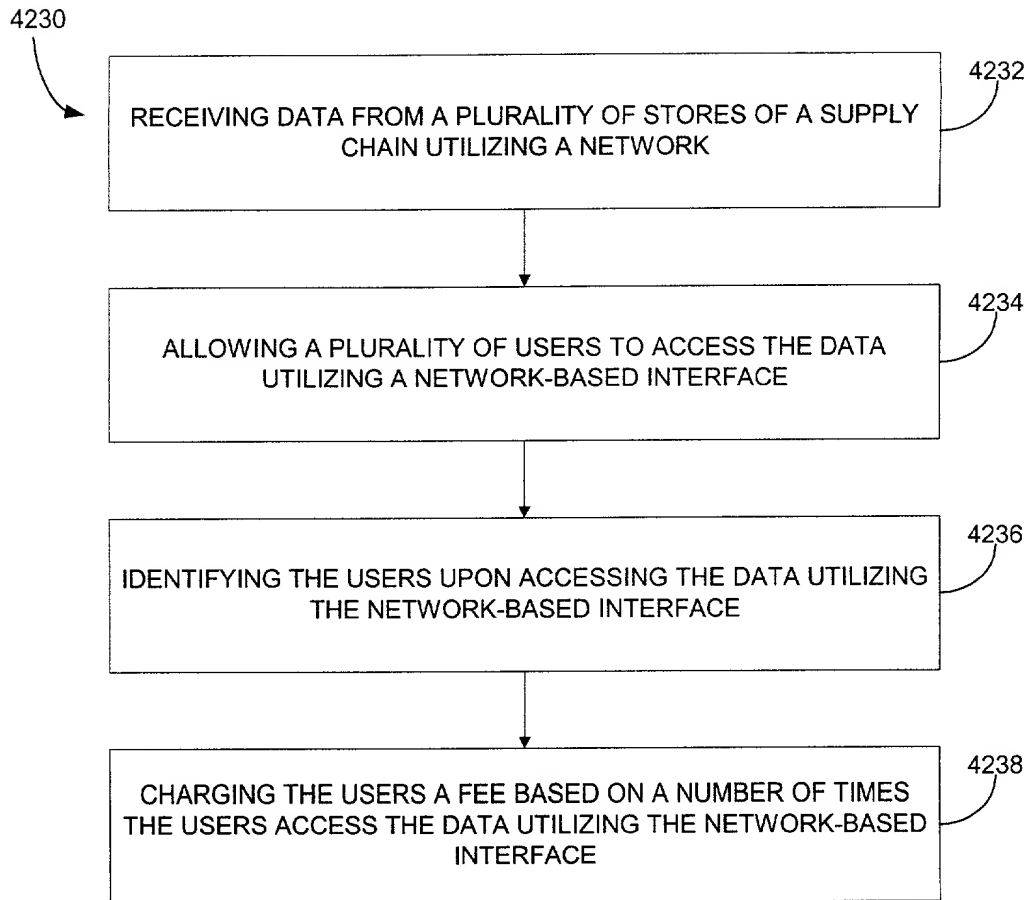 4230
4232
RECEIVING DATA FROM A PLURALITY OF STORES OF A SUPPLY
CHAIN UTILIZING A NETWORK
4234
ALLOWING A PLURALITY OF USERS TO ACCESS THE DATA
UTILIZING A NETWORK-BASED INTERFACE
4236
IDENTIFYING THE USERS UPON ACCESSING THE DATA UTILIZING
THE NETWORK-BASED INTERFACE
4238
CHARGING THE USERS A FEE BASED ON A NUMBER OF TIMES
THE USERS ACCESS THE DATA UTILIZING THE NETWORK-BASED
INTERFACE